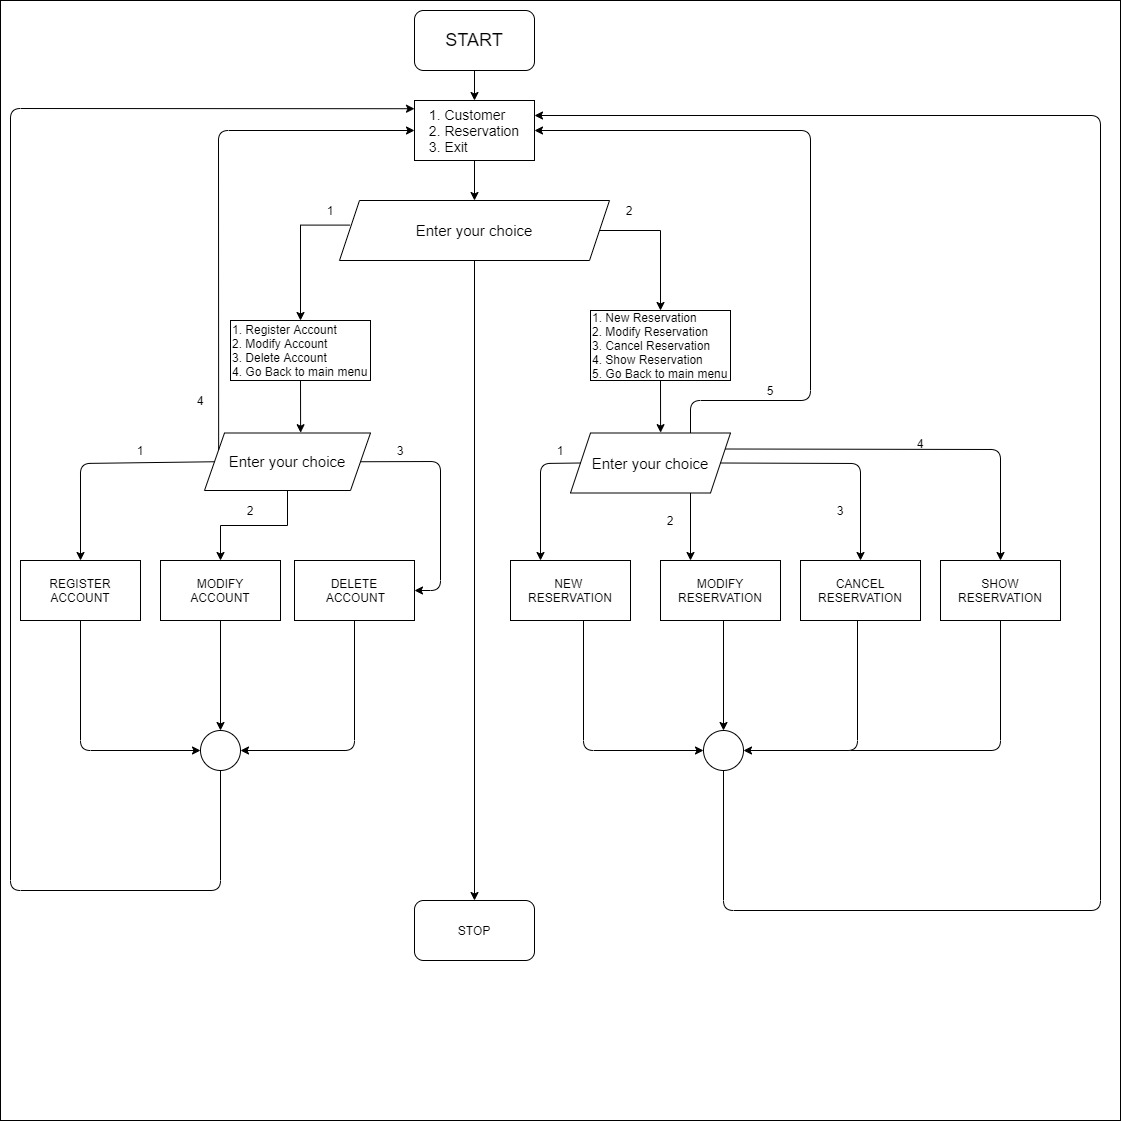 START
1. Customer
2. Reservation
3. Exit
1
2
Enter your choice
1. Register Account
2. Modify Account
3. Delete Account
4. Go Back to main menu
1. New Reservation
2. Modify Reservation
3. Cancel Reservation
4. Show Reservation
5. Go Back to main menu
4
5
1
3
Enter your choice
2
1
4
Enter your choice
2
3
REGISTER
ACCOUNT
MODIFY
ACCOUNT
DELETE
ACCOUNT
NEW
RESERVATION
MODIFY
RESERVATION
CANCEL
RESERVATION
SHOW
RESERVATION
STOP